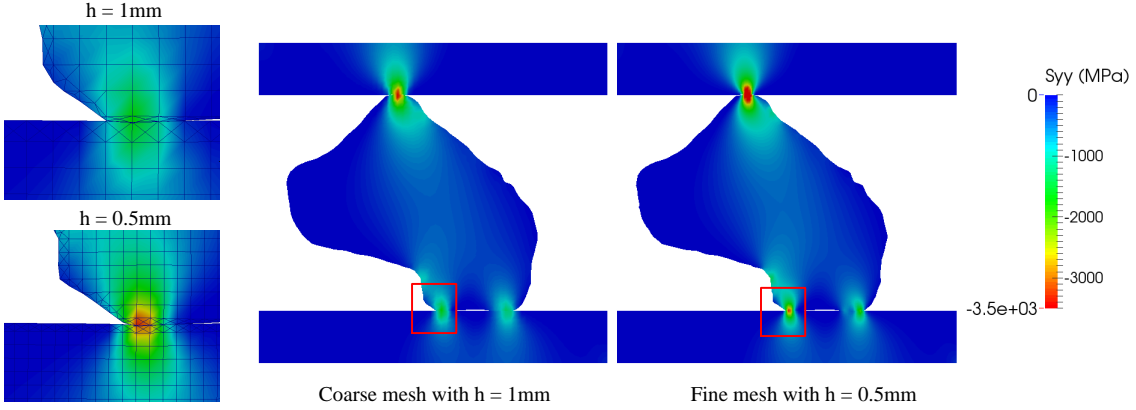 h = 1mm
h = 0.5mm
Syy (MPa)
0
-1000
-2000
-3000
-3.5e+03
Coarse mesh with h = 1mm
Fine mesh with h = 0.5mm